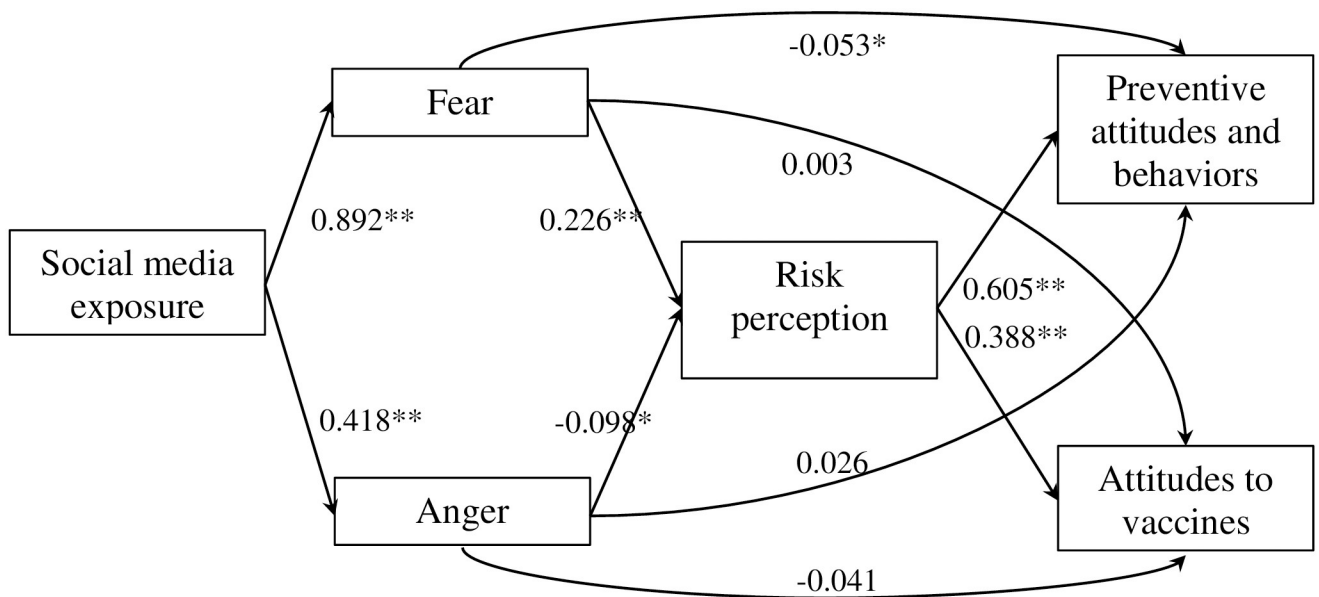 -0.053*
Fear
Preventive
attitudes and
behaviors
0.003
0.892**
0.226**
Social media
exposure
Risk
perception
0.605**
0.388**
0.418**
-0.098*
0.026
Anger
Attitudes to
vaccines
-0.041